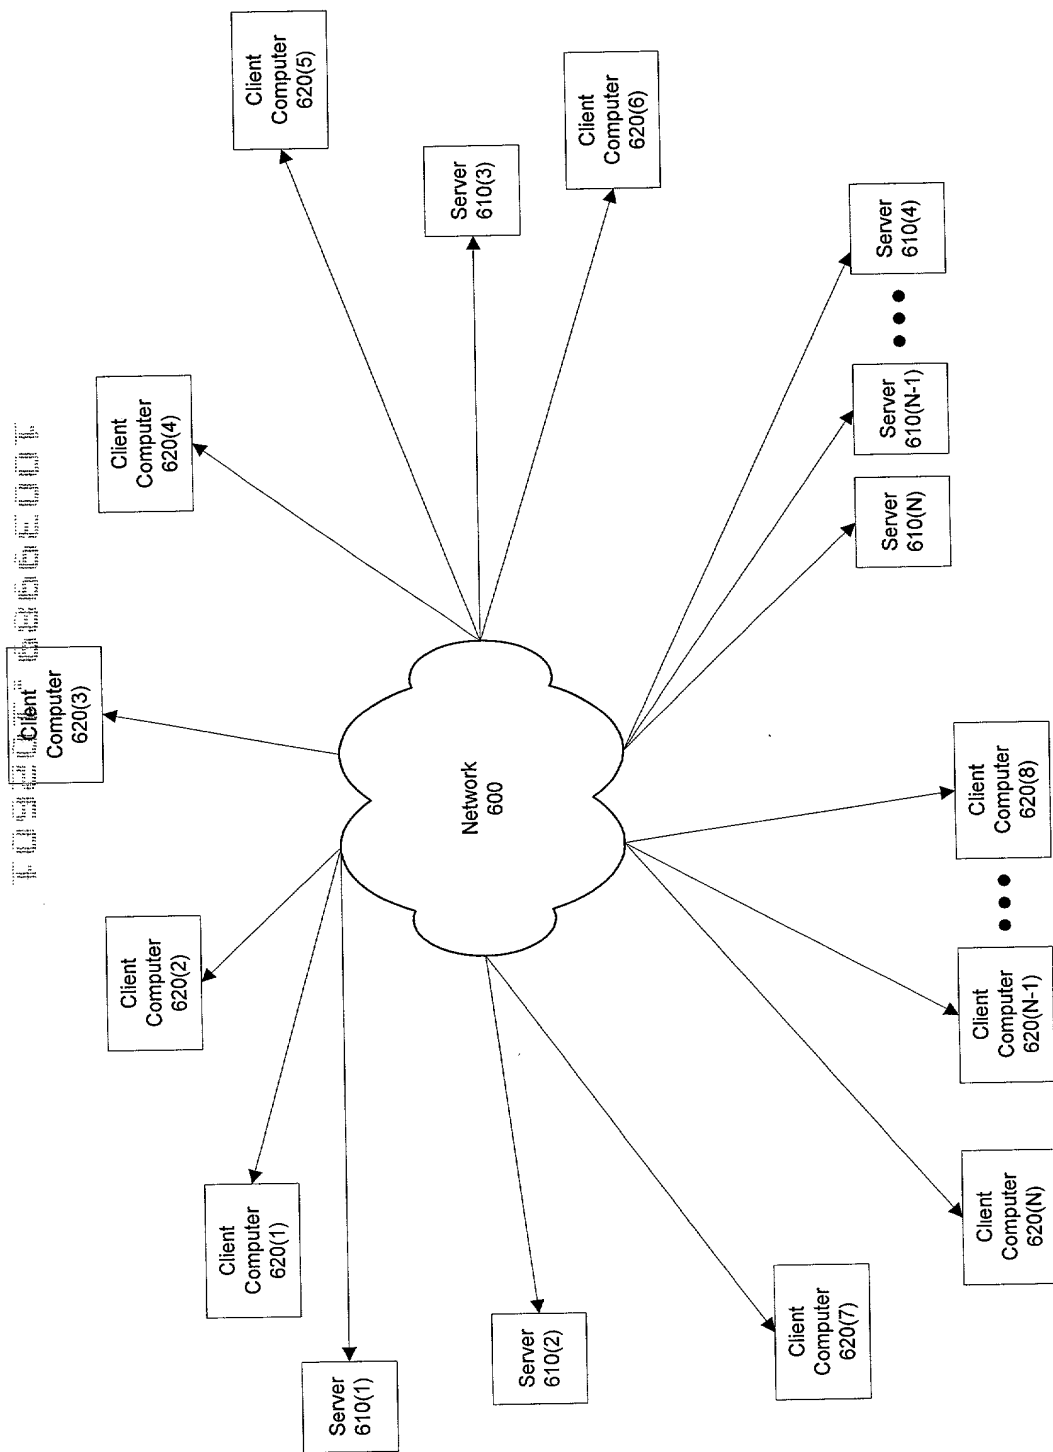 Client
Computer
620(5)
Server
610(3)
Client
Computer
620(6)
Client
Computer
620(4)
Server
610(4)
Server
610(N-1)
Server
610(N)
Client
Computer
620(3)
Network
600
Client
Computer
620(8)
Client
Computer
620(2)
Client
Computer
620(N-1)
Client
Computer
620(1)
Client
Computer
620(N)
Server
610(1)
Server
610(2)
Client
Computer
620(7)